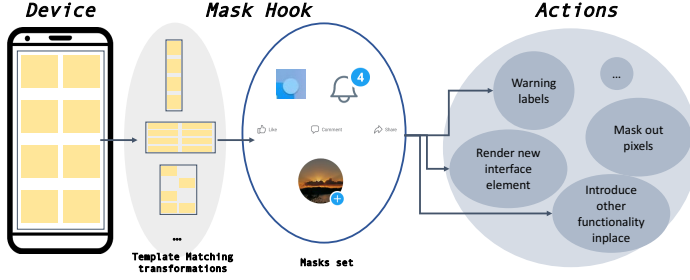 Device
Mask Hook
Actions
4
Like
Comment
Share
...
Template Matching
transformations
Masks set
Warning
labels
...
Mask out
pixels
Render new
interface
element
Introduce
other
functionality
inplace